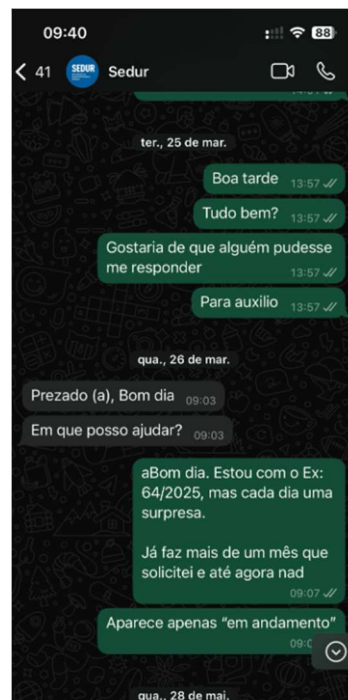 09:40
88
41
SEDUR
Sedur
ter., 25 de mar.
Boa tarde 13:57
Tudo bem? 13:57
Gostaria de que alguém pudesse
me responder
13:57
Para auxilio 13:57
qua., 26 de mar.
Prezado (a), Bom dia 09:03
Em que posso ajudar? 09:03
aBom dia. Estou com o Ex:
64/2025, mas cada dia uma
surpresa.
Já faz mais de um mês que
solicitei e até agora nad
09:07
Aparece apenas “em andamento”
qua., 28 de mai.